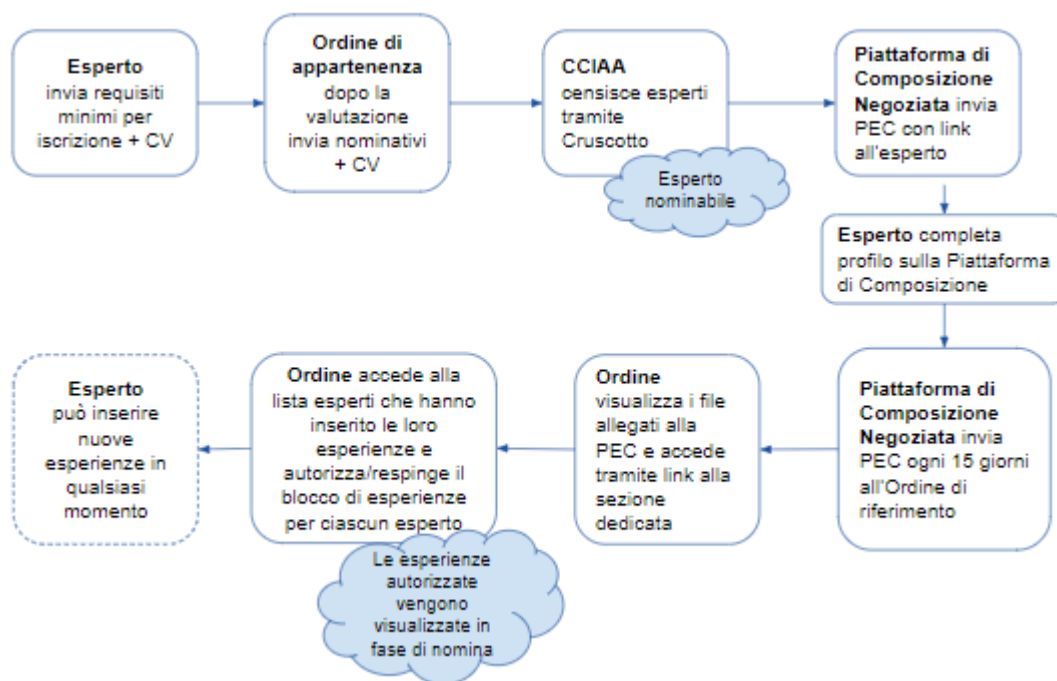 Esperto
invia requisiti
minimi per
iscrizione + CV
Ordine di
appartenenza
dopo la
valutazione
invia nominativi
+ CV
CCIAA
censisce esperti
tramite
Cruscotto
Esperto
nominabile
Piattaforma di
Composizione
Negoziata invia
PEC con link
all'esperto
Esperto completa
profilo sulla Piattaforma
di Composizione
Piattaforma di
Composizione
Negoziata invia
PEC ogni 15 giorni
all'Ordine di
riferimento
Ordine
visualizza i file
allegati alla
PEC e accede
tramite link alla
sezione
dedicata
Ordine accede alla
lista esperti che hanno
inserito le loro
esperienze e
autorizza/respinge il
blocco di esperienze
per ciascun esperto
Le esperienze
autorizzate
vengono
visualizzate in
fase di nomina
Esperto
può inserire
nuove
esperienze in
qualsiasi
momento